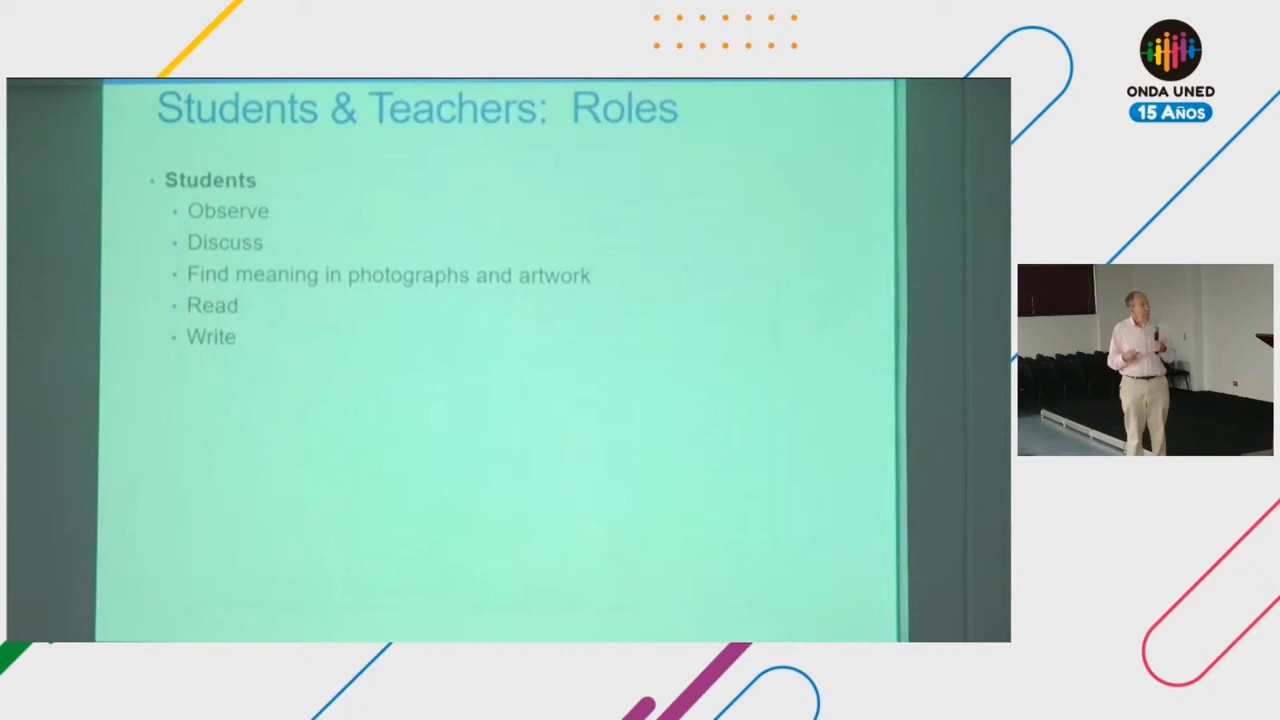 Students & Teachers: Roles
· Students
· Observe
· Discuss
· Find meaning in photographs and artwork
· Read
· Write
ONDA UNED
15 AÑOS